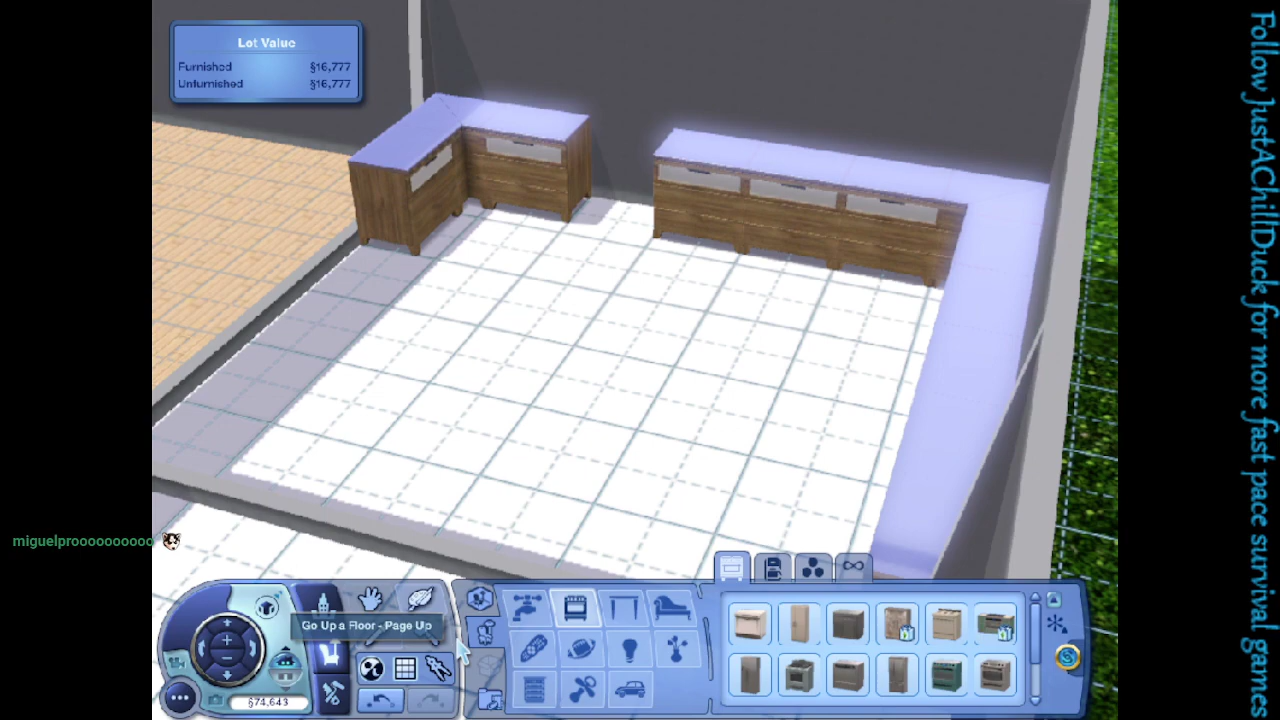 Lot Value
Furnished §16,777
Unfurnished §16,777
miguelproooooooooo
Go Up a Floor - Page Up
§74,643
Follow JustAChillDuck for more fast pace survival games